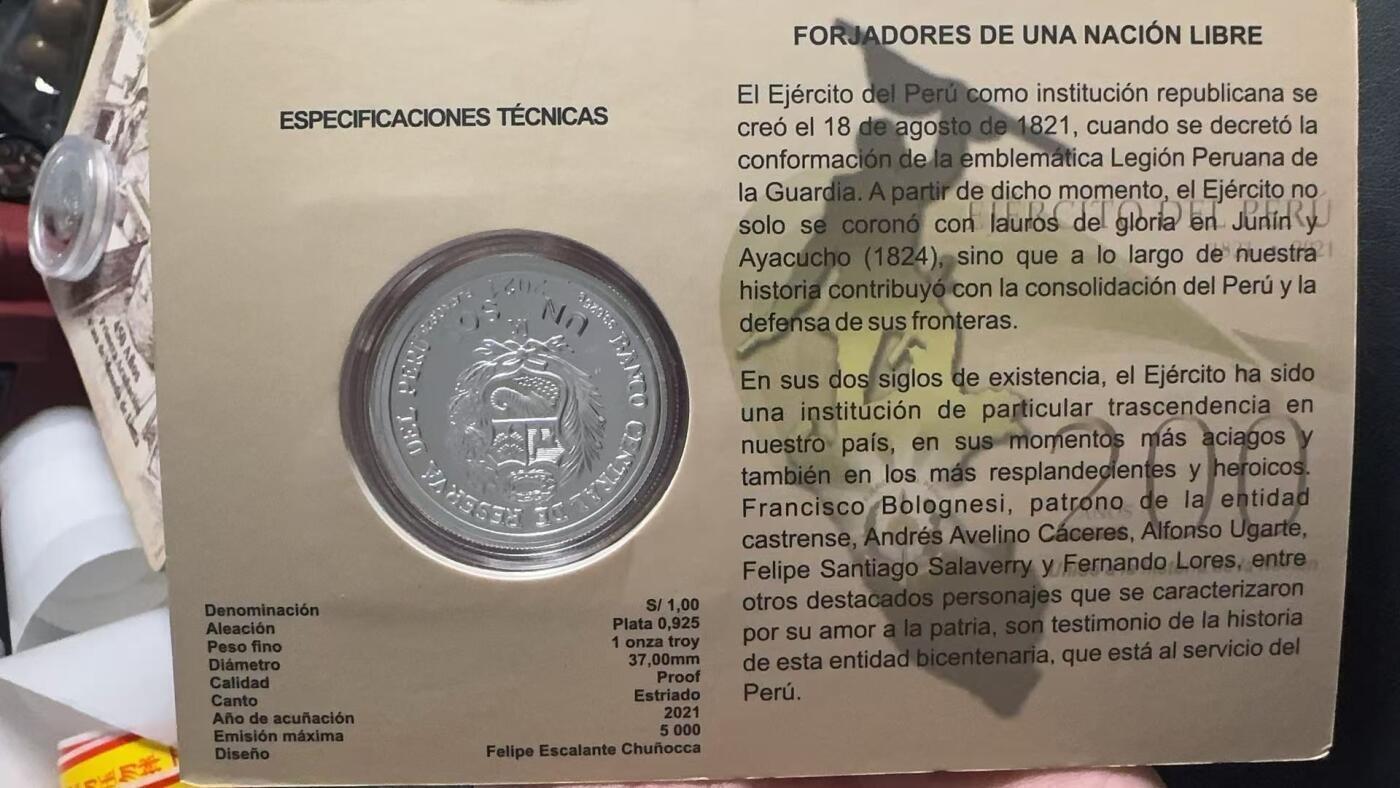 ESPECIFICACIONES TÉCNICAS
BANCO CENTRAL DE RESERVA DEL PERÚ
2021
UN SOL
Denominación S/ 1,00
Aleación Plata 0,925
Peso fino 1 onza troy
Diámetro 37,00mm
Calidad Proof
Canto Estriado
Año de acuñación 2021
Emisión máxima 5 000
Diseño Felipe Escalante Chuñocca
FORJADORES DE UNA NACIÓN LIBRE
El Ejército del Perú como institución republicana se
creó el 18 de agosto de 1821, cuando se decretó la
conformación de la emblemática Legión Peruana de
la Guardia. A partir de dicho momento, el Ejército no
solo se coronó con lauros de gloria en Junín y
Ayacucho (1824), sino que a lo largo de nuestra
historia contribuyó con la consolidación del Perú y la
defensa de sus fronteras.
En sus dos siglos de existencia, el Ejército ha sido
una institución de particular trascendencia en
nuestro país, en sus momentos más aciagos y
también en los más resplandecientes y heroicos.
Francisco Bolognesi, patrono de la entidad
castrense, Andrés Avelino Cáceres, Alfonso Ugarte,
Felipe Santiago Salaverry y Fernando Lores, entre
otros destacados personajes que se caracterizaron
por su amor a la patria, son testimonio de la historia
de esta entidad bicentenaria, que está al servicio del
Perú.
EJÉRCITO DEL PERÚ
1821 - 2021
200
450 Años